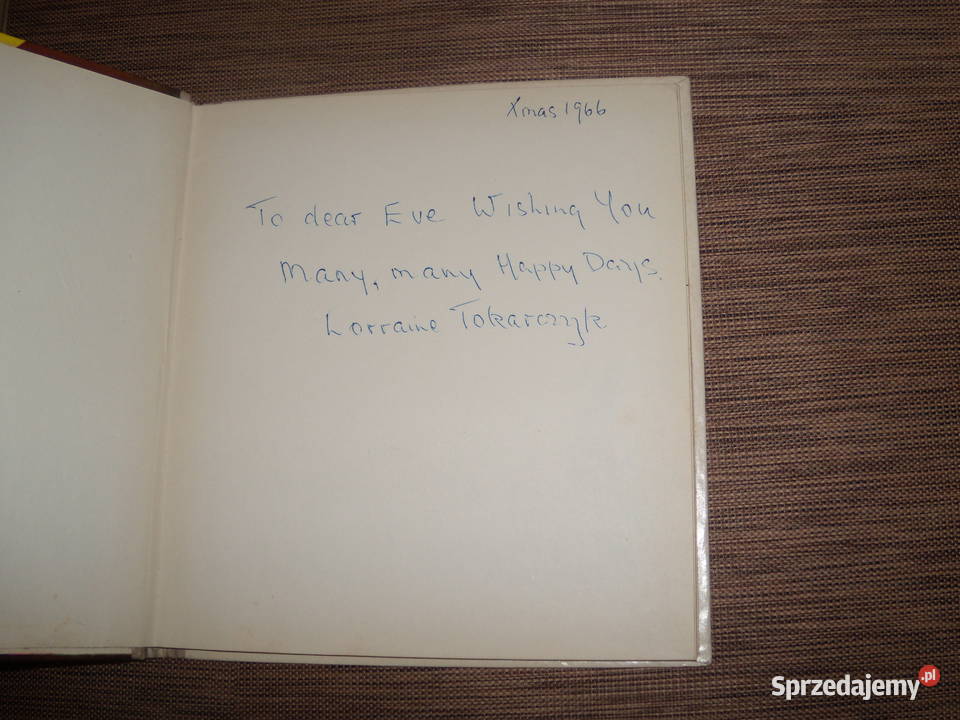 Xmas 1966
To dear Eve Wishing You
Many, many Happy Days.
Lorraine Tokarczyk
Sprzedajemy.pl